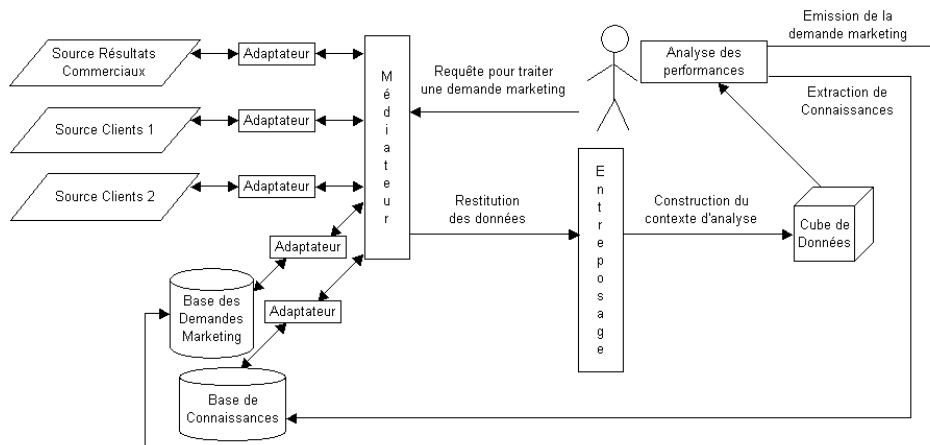 Source Résultats
Commerciaux
Adaptateur
Source Clients 1
Adaptateur
Source Clients 2
Adaptateur
Adaptateur
Adaptateur
Base des
Demandes
Marketing
Base de
Connaissances
Médiateur
Requête pour traiter
une demande marketing
Restitution
des données
Entreposage
Analyse des
performances
Emission de la
demande marketing
Extraction de
Connaissances
Construction du
contexte d'analyse
Cube de
Données